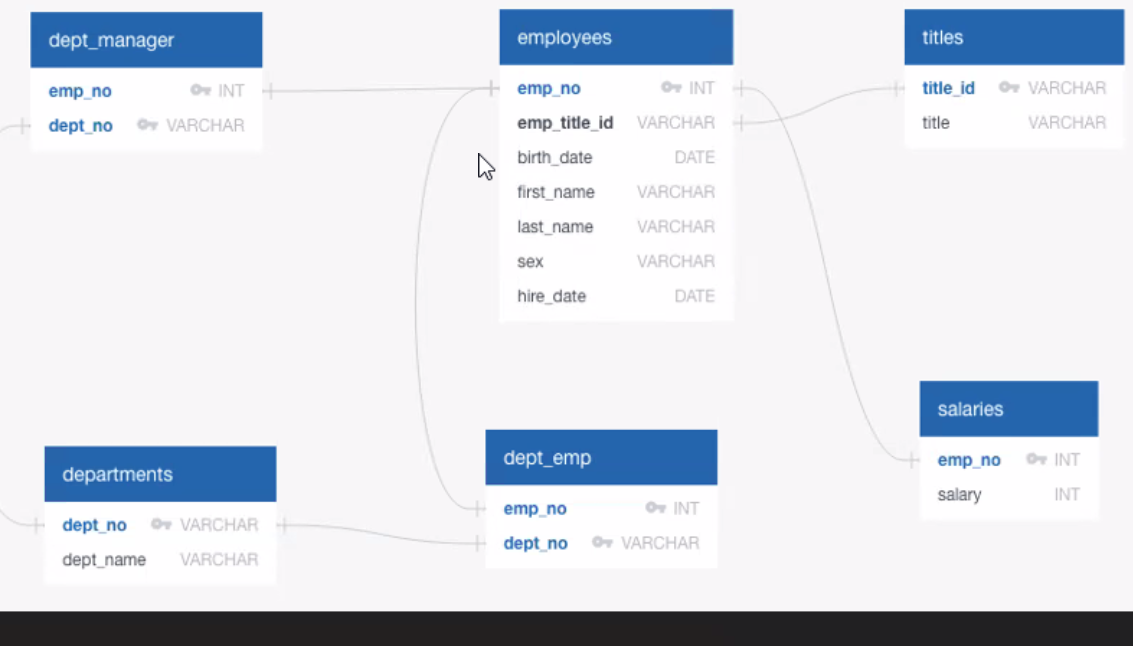 dept_manager
emp_no INT
dept_no VARCHAR
employees
emp_no INT
emp_title_id VARCHAR
birth_date DATE
first_name VARCHAR
last_name VARCHAR
sex VARCHAR
hire_date DATE
titles
title_id VARCHAR
title VARCHAR
departments
dept_no VARCHAR
dept_name VARCHAR
dept_emp
emp_no INT
dept_no VARCHAR
salaries
emp_no INT
salary INT